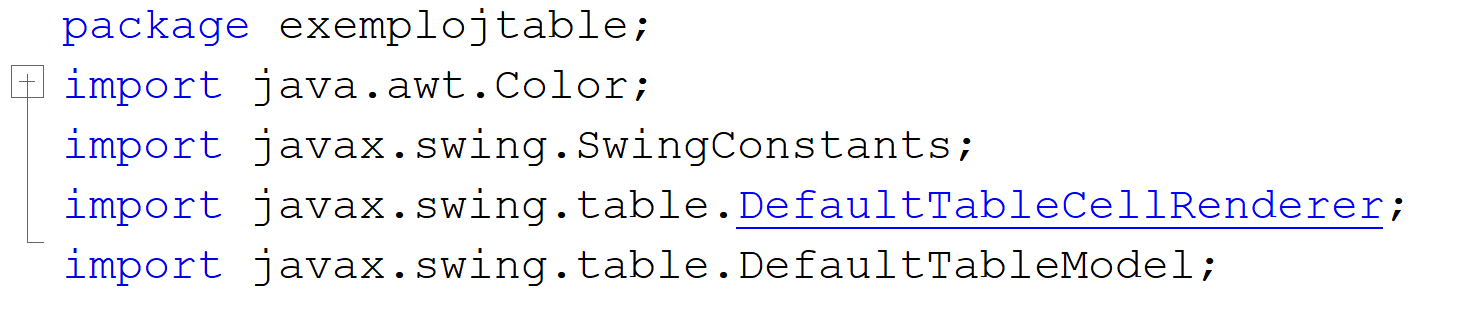 package exemplojtable;
import java.awt.Color;
import javax.swing.SwingConstants;
import javax.swing.table.DefaultTableCellRenderer;
import javax.swing.table.DefaultTableModel;